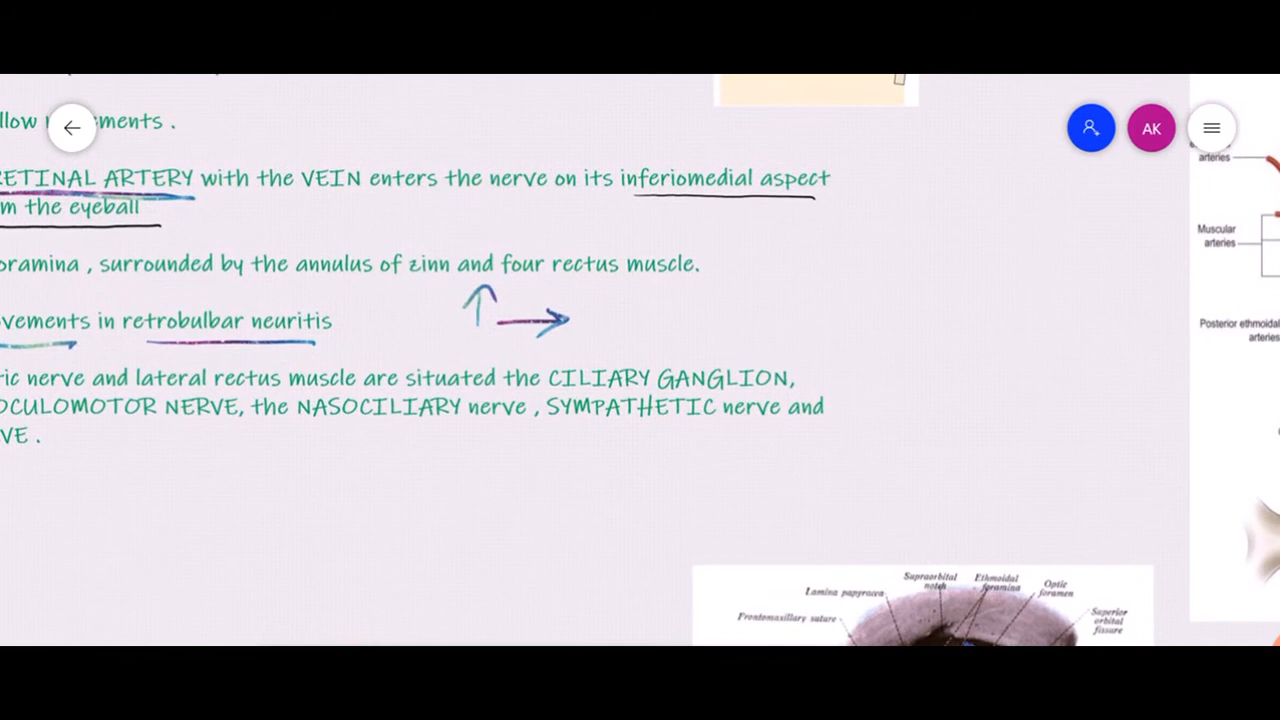 llow
ments .
RETINAL ARTERY with the VEIN enters the nerve on its inferiomedial aspect
m the eyeball
oramina , surrounded by the annulus of zinn and four rectus muscle.
vements in retrobulbar neuritis
tic nerve and lateral rectus muscle are situated the CILIARY GANGLION,
OCULOMOTOR NERVE, the NASOCILIARY nerve , SYMPATHETIC nerve and
VE .
AK
arteries
Muscular
arteries
Posterior ethmoidal
arteries
Supraorbital
notch
Ethmoidal
foramina
Optic
foramen
Lamina papyracea
Frontomaxillary suture
Superior
orbital
fissure